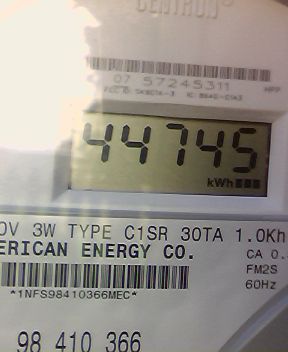 CENTRON®
07 57245311
44745
kWh
0V 3W TYPE C1SR 30TA 1.0Kh
ERICAN ENERGY CO.
CA 0.
*1NFS98410366MEC*
FM2S
60Hz
98 410 366